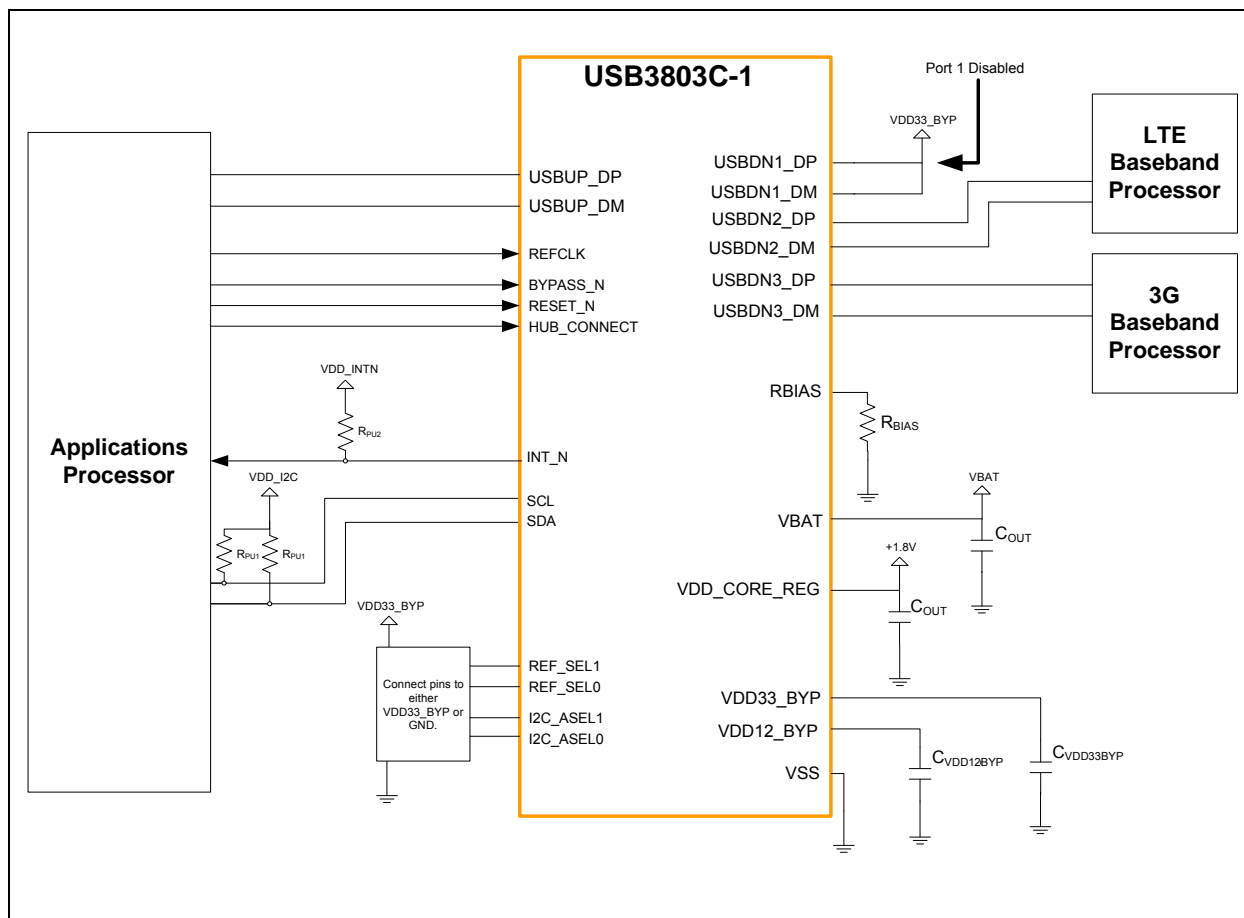 USB3803C-1
Port 1 Disabled
VDD33_BYP
LTE
Baseband
Processor
3G
Baseband
Processor
Applications
Processor
USBUP_DP
USBUP_DM
REFCLK
BYPASS_N
RESET_N
HUB_CONNECT
VDD_INTN
RPU2
INT_N
VDD_I2C
SCL
SDA
RPU1
RPU1
VDD33_BYP
Connect pins to
either
VDD33_BYP or
GND.
REF_SEL1
REF_SEL0
I2C_ASEL1
I2C_ASEL0
USBDN1_DP
USBDN1_DM
USBDN2_DP
USBDN2_DM
USBDN3_DP
USBDN3_DM
RBIAS
RBIAS
VBAT
VBAT
COUT
+1.8V
VDD_CORE_REG
COUT
VDD33_BYP
VDD12_BYP
VSS
CVDD12BYP
CVDD33BYP